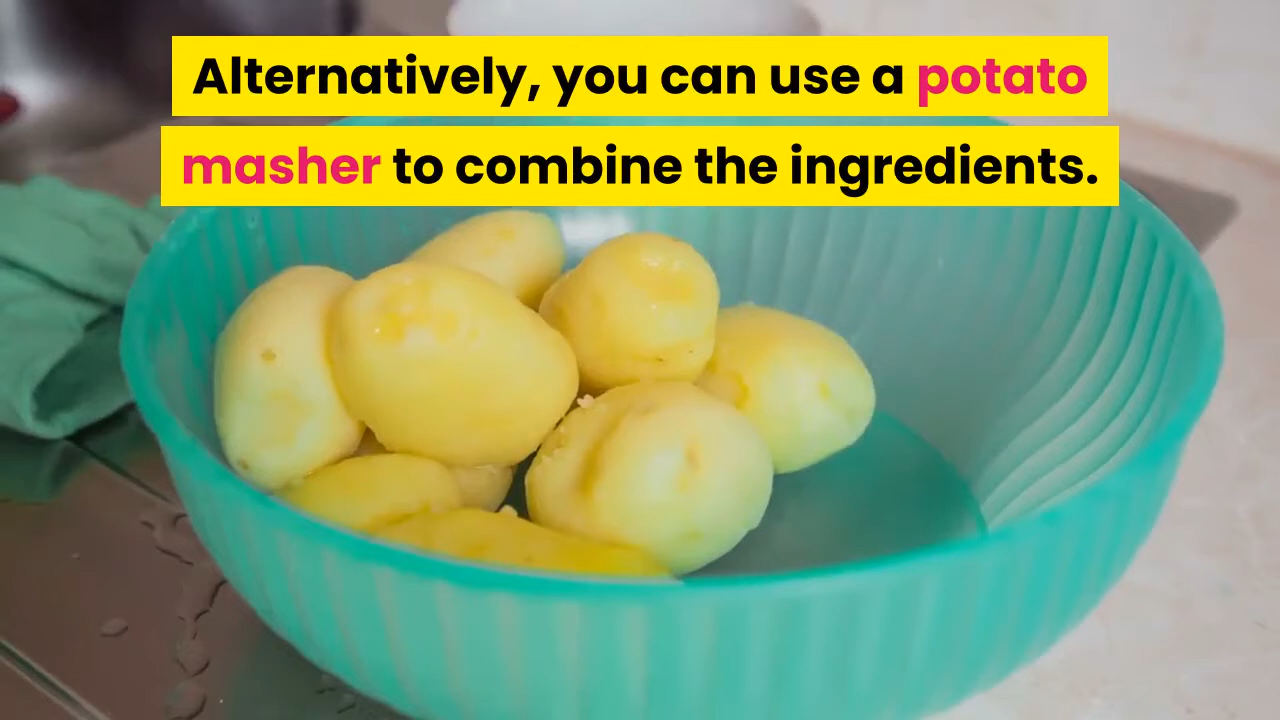 Alternatively, you can use a potato
masher to combine the ingredients.